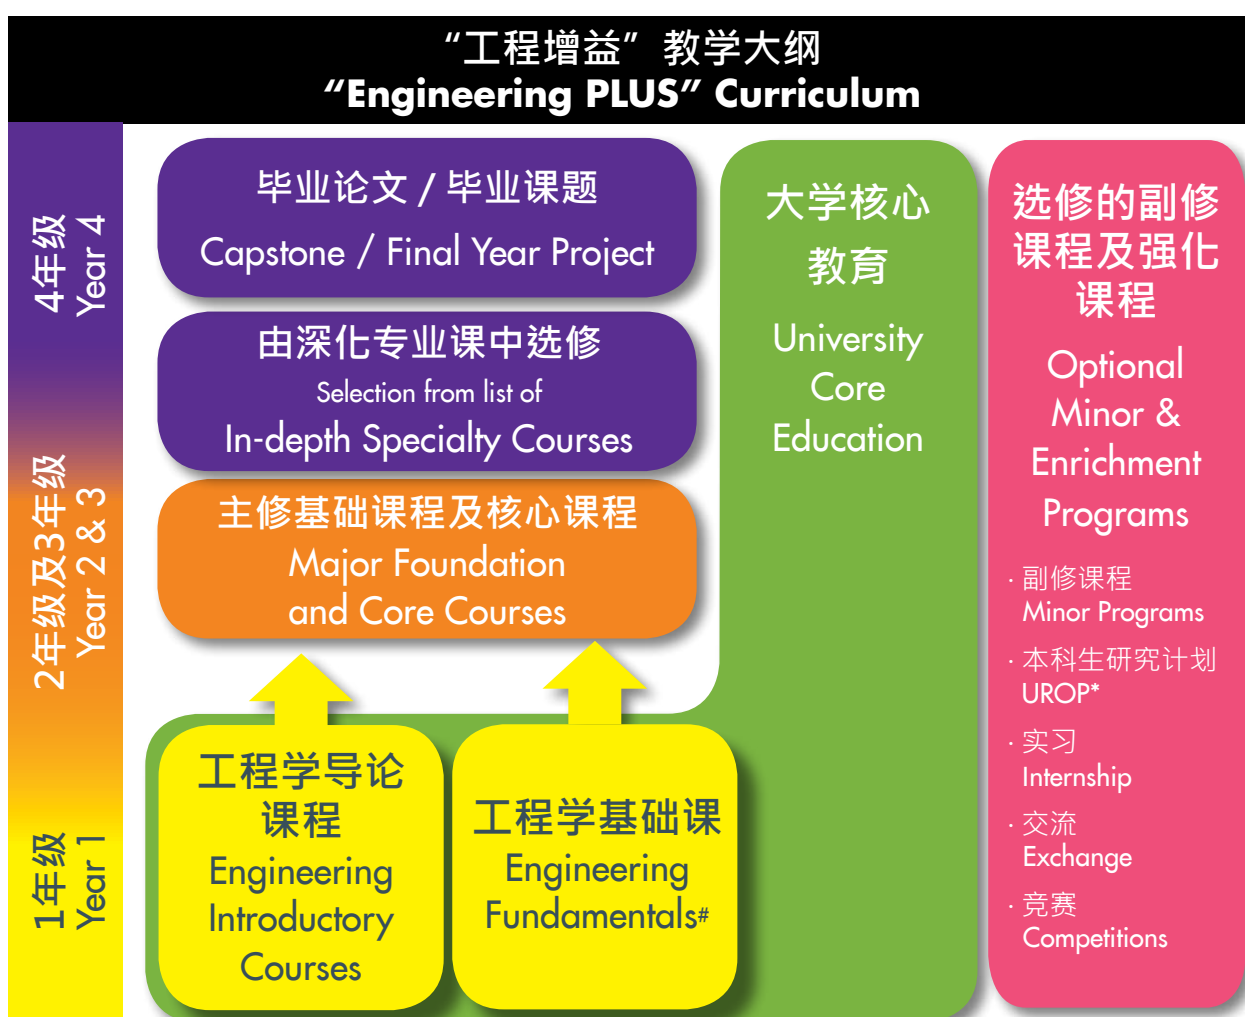 “工程增益”教学大纲
“Engineering PLUS” Curriculum
4年级
Year 4
2年级及3年级
Year 2 & 3
1年级
Year 1
毕业论文 / 毕业课题
Capstone / Final Year Project
由深化专业课中选修
Selection from list of
In-depth Specialty Courses
主修基础课程及核心课程
Major Foundation
and Core Courses
工程学导论
课程
Engineering
Introductory
Courses
工程学基础课
Engineering
Fundamentals#
大学核心
教育
University
Core
Education
选修的副修
课程及强化
课程
Optional
Minor &
Enrichment
Programs
· 副修课程
Minor Programs
· 本科生研究计划
UROP*
· 实习
Internship
· 交流
Exchange
· 竞赛
Competitions